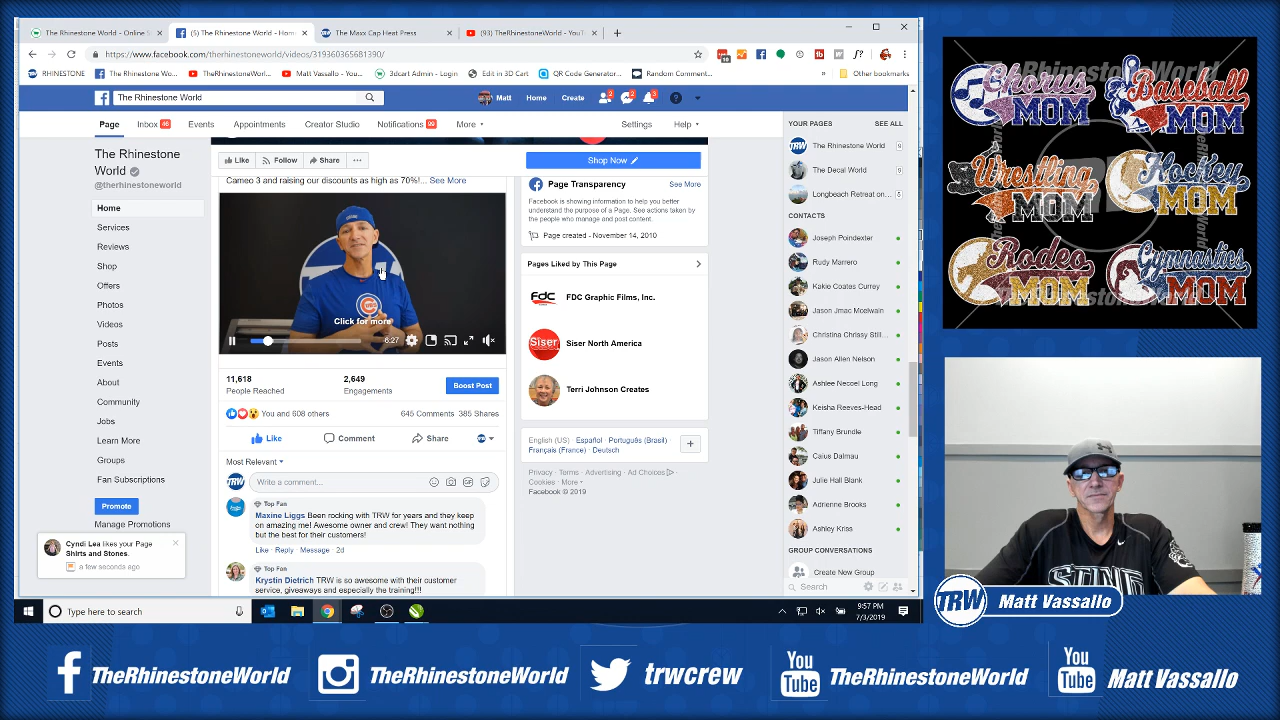 The Rhinestone World - Online S
(5) The Rhinestone World - Hom
The Maxx Cap Heat Press
(93) TheRhinestoneWorld - YouT
https://www.facebook.com/therhinestoneworld/videos/319360365681390/
RHINESTONE
The Rhinestone Wo...
TheRhinestoneWorl...
Matt Vassallo - You...
3dcart Admin - Login
Edit in 3D Cart
QR Code Generator...
Random Comment...
Other bookmarks
The Rhinestone World
Matt
Home
Create
2
2
3
Page
Inbox 46
Events
Appointments
Creator Studio
Notifications 99
More
Settings
Help
The Rhinestone
World
@therhinestoneworld
Home
Services
Reviews
Shop
Offers
Photos
Videos
Posts
Events
About
Community
Jobs
Learn More
Groups
Fan Subscriptions
Promote
Manage Promotions
Cyndi Lea likes your Page
Shirts and Stones.
a few seconds ago
Like
Follow
Share
Shop Now
Cameo 3 and raising our discounts as high as 70%!... See More
Click for more
6:27
11,618
People Reached
2,649
Engagements
Boost Post
You and 608 others
645 Comments 385 Shares
Like
Comment
Share
Most Relevant
Write a comment...
Top Fan
Maxine Liggs Been rocking with TRW for years and they keep
on amazing me! Awesome owner and crew! They want nothing
but the best for their customers!
Like · Reply · Message · 2d
Top Fan
Krystin Dietrich TRW is so awesome with their customer
service, giveaways and especially the training!!!
Page Transparency
See More
Facebook is showing information to help you better
understand the purpose of a Page. See actions taken
by the people who manage and post content.
Page created - November 14, 2010
Pages Liked by This Page
FDC Graphic Films, Inc.
Siser North America
Terri Johnson Creates
English (US) · Español · Português (Brasil) ·
Français (France) · Deutsch
Privacy · Terms · Advertising · Ad Choices ·
Cookies · More
Facebook © 2019
YOUR PAGES
SEE ALL
The Rhinestone World
9
The Decal World
9
Longbeach Retreat on...
CONTACTS
Joseph Poindexter
Rudy Marrero
Kakie Coates Currey
Jason Jmac Mcelwain
Christina Chrissy Still...
Jason Allen Nelson
Ashlee Necoel Long
Keisha Reeves-Head
Tiffany Brundle
Caius Dalmau
Julie Hall Blank
Adrienne Brooks
Ashley Kriss
GROUP CONVERSATIONS
Create New Group
Search
Type here to search
9:57 PM
7/3/2019
Chorus
MOM
Baseball
MOM
Wrestling
MOM
Hockey
MOM
Rodeo
MOM
Gymnastics
MOM
STING
TRW
Matt Vassallo
TheRhinestoneWorld
TheRhinestoneWorld
trwcrew
You
Tube
TheRhinestoneWorld
You
Tube
Matt Vassallo